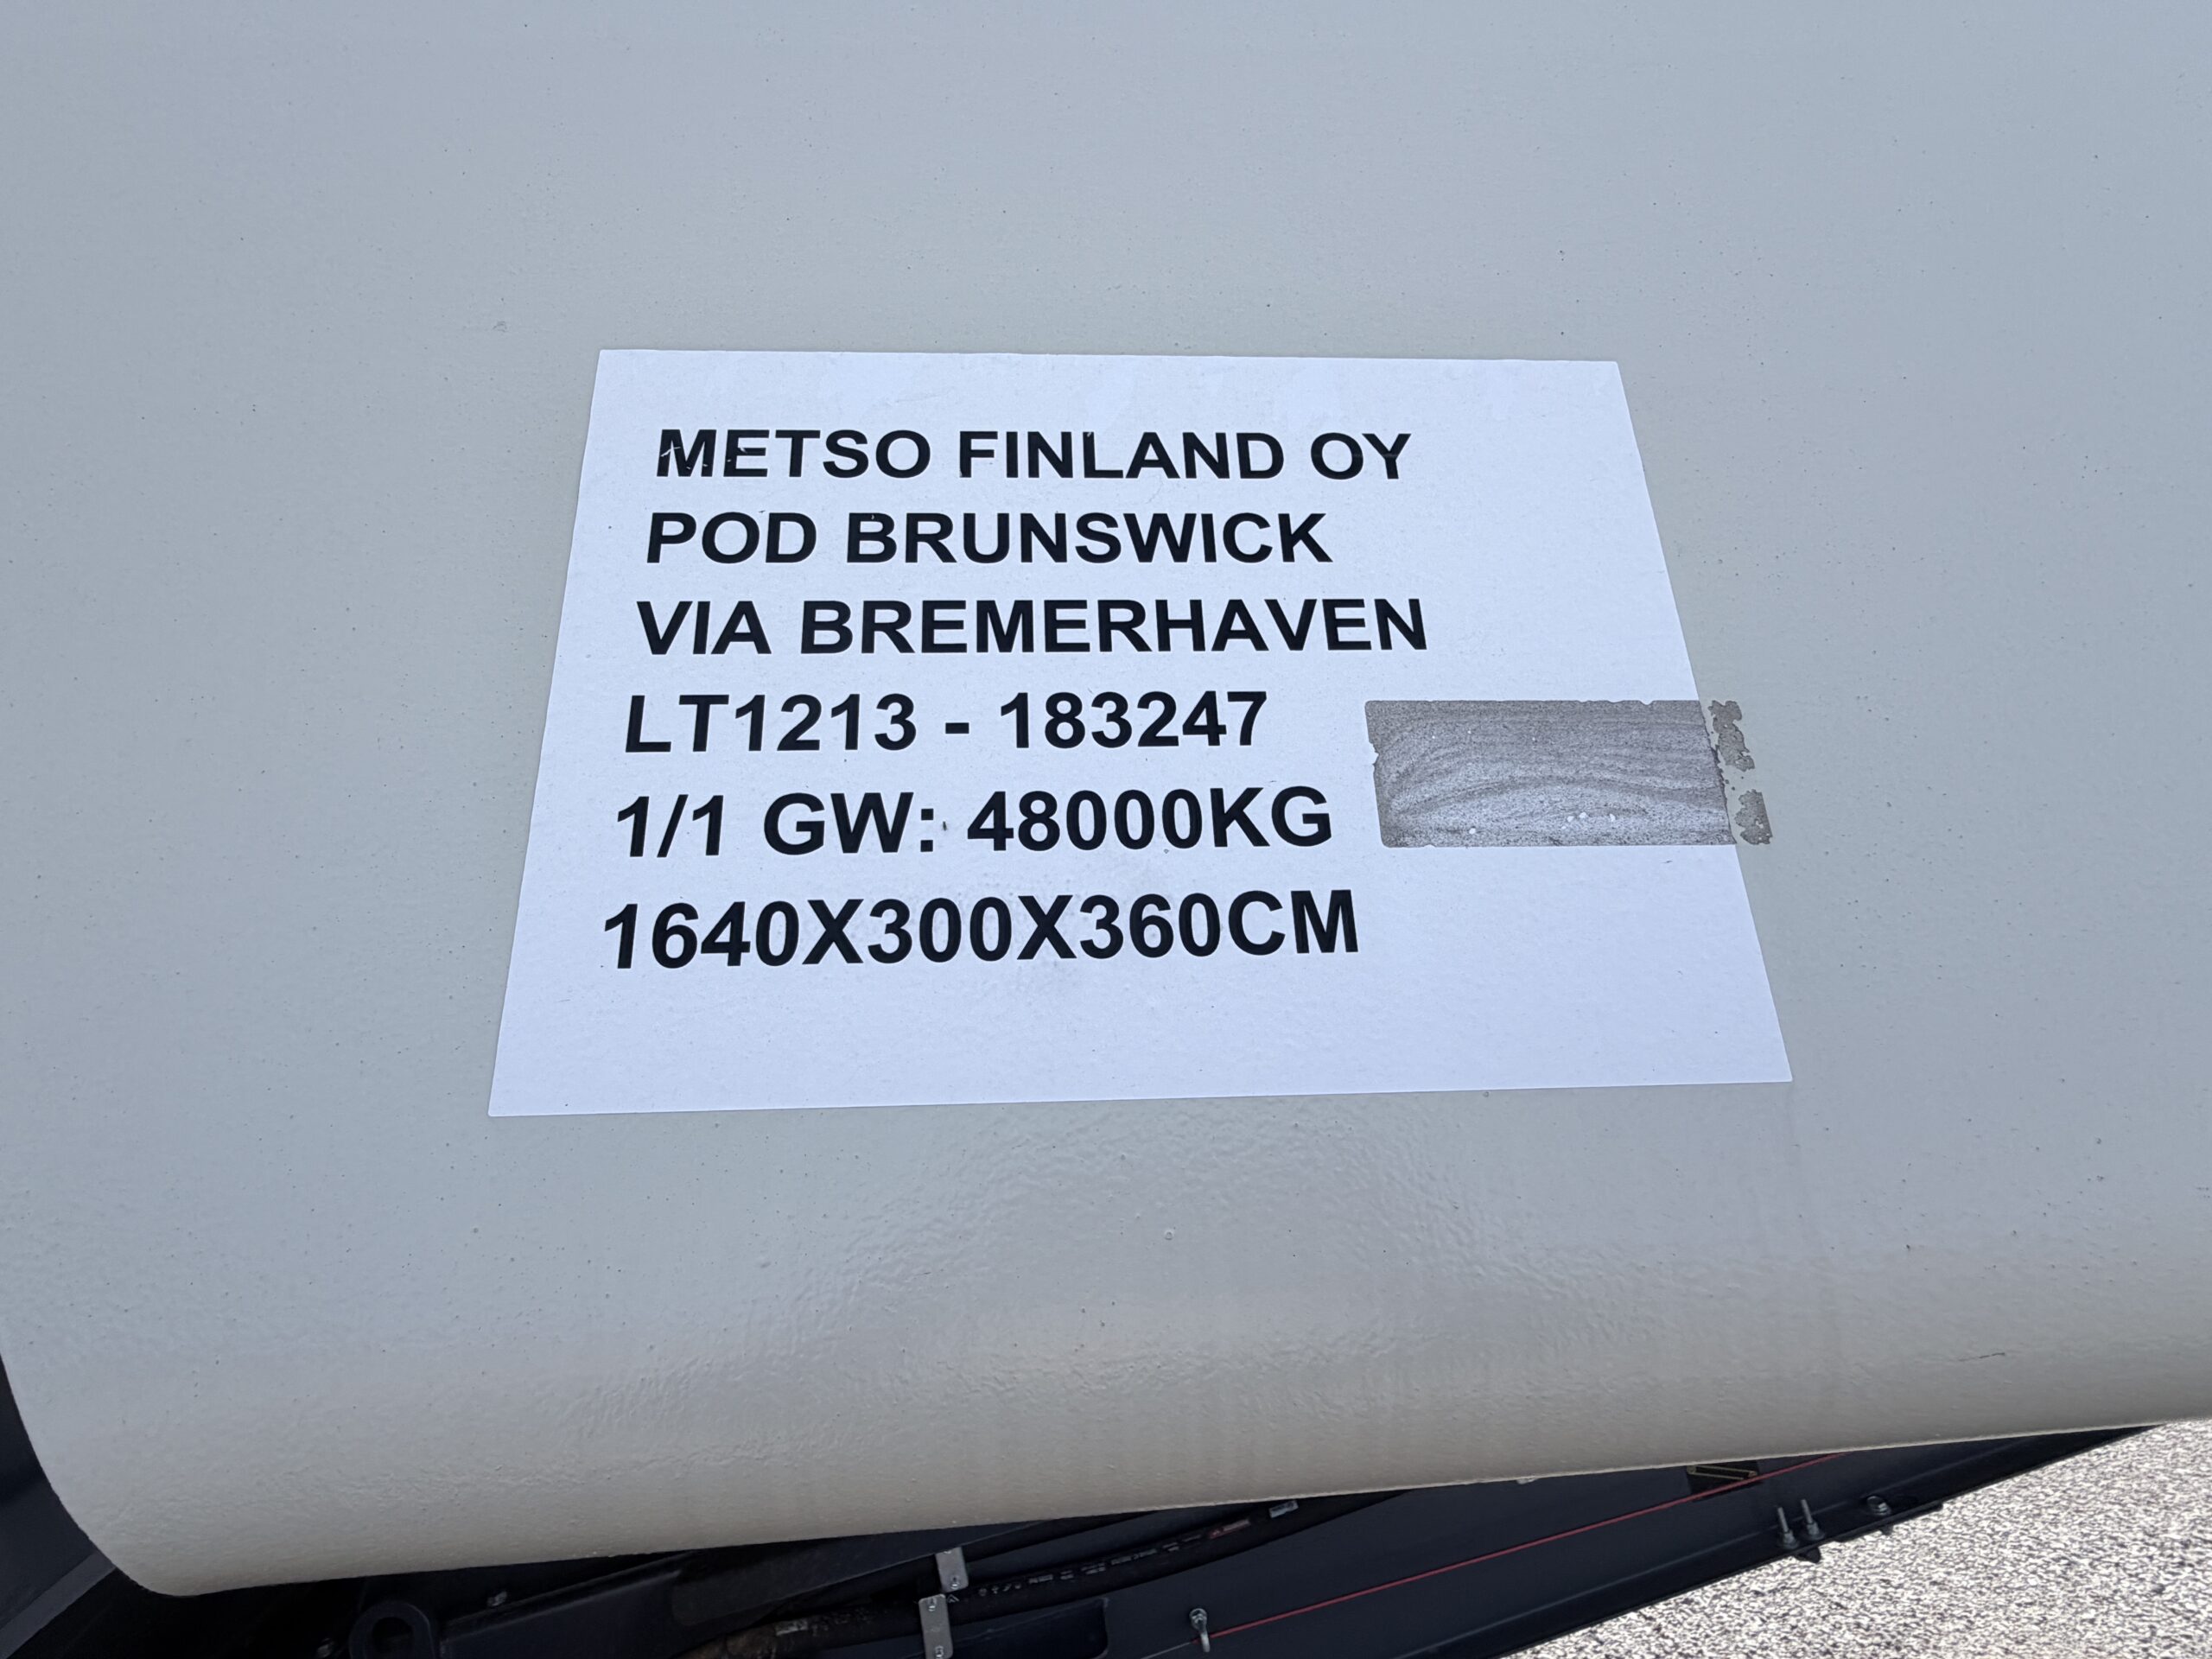 METSO FINLAND OY
POD BRUNSWICK
VIA BREMERHAVEN
LT1213 - 183247
1/1 GW: 48000KG
1640X300X360CM